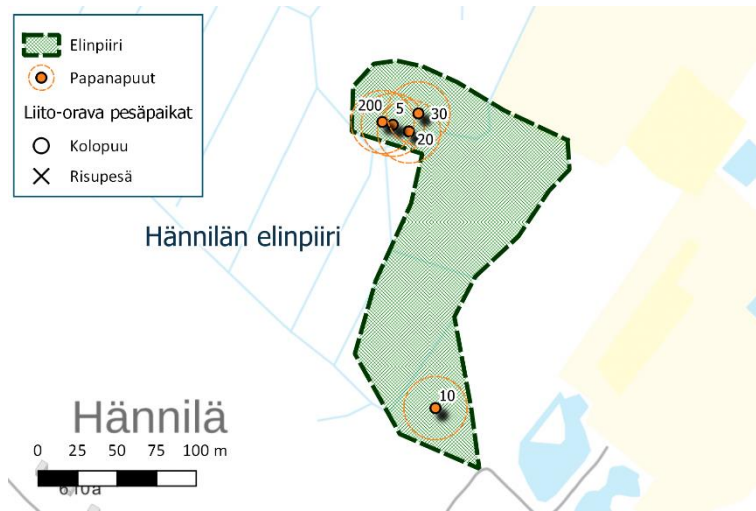 Elinpiiri
Papanapuut
Liito-orava pesäpaikat
Kolopuu
Risupesä
200
5
30
20
Hännilän elinpiiri
10
Hännilä
0 25 50 75 100 m